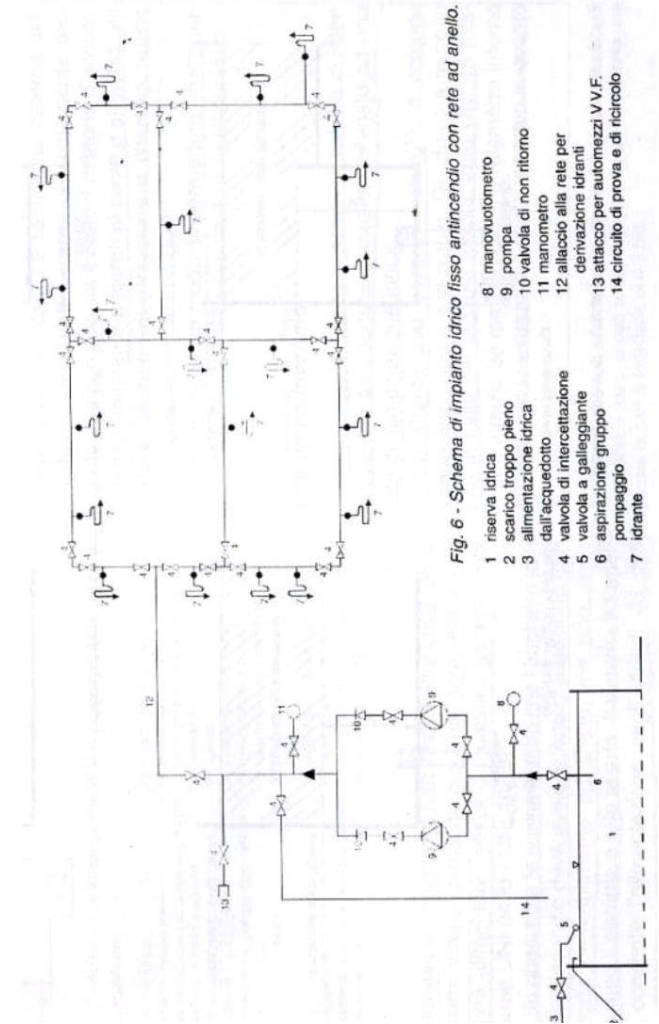 Fig. 6 - Schema di impianto idrico fisso antincendio con rete ad anello.
1 riserva idrica
2 scarico troppo pieno
3 alimentazione idrica
dall'acquedotto
4 valvola di intercettazione
5 valvola a galleggiante
6 aspirazione gruppo
pompaggio
7 idrante
8 manovuotometro
9 pompa
10 valvola di non ritorno
11 manometro
12 allaccio alla rete per
derivazione idranti
13 attacco per automezzi V V.F.
14 circuito di prova e di ricircolo